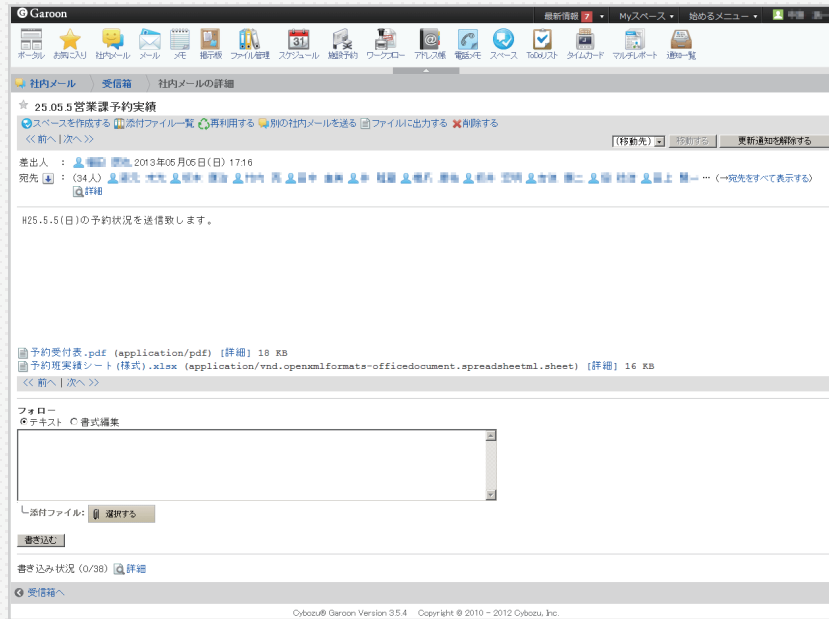 Garoon
最新情報 7 Myスペース 始めるメニュー
ポータル お気に入り 社内メール メール メモ 掲示板 ファイル管理 スケジュール 施設予約 ワークフロー アドレス帳 電話メモ スペース ToDoリスト タイムカード マルチレポート 通知一覧
社内メール 受信箱 社内メールの詳細
25.05.5営業課予約実績
スペースを作成する 添付ファイル一覧 再利用する 別の社内メールを送る ファイルに出力する 削除する
<< 前へ | 次へ >> (移動先) 移動する 更新通知を解除する
差出人 : 2013年05月05日(日) 17:16
宛先 : (34人) … (→宛先をすべて表示する)
詳細
H25.5.5(日)の予約状況を送信致します。
予約受付表.pdf (application/pdf) [詳細] 18 KB
予約班実績シート(様式).xlsx (application/vnd.openxmlformats-officedocument.spreadsheetml.sheet) [詳細] 16 KB
<< 前へ | 次へ >>
フォロー
テキスト 書式編集
添付ファイル: 選択する
書き込む
書き込み状況 (0/38) 詳細
受信箱へ
Cybozu® Garoon Version 3.5.4 Copyright © 2010 - 2012 Cybozu, Inc.